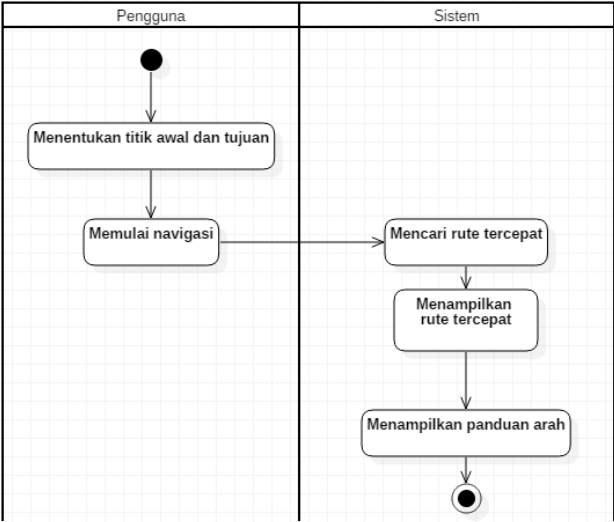 Pengguna
Sistem
Menentukan titik awal dan tujuan
Memulai navigasi
Mencari rute tercepat
Menampilkan
rute tercepat
Menampilkan panduan arah